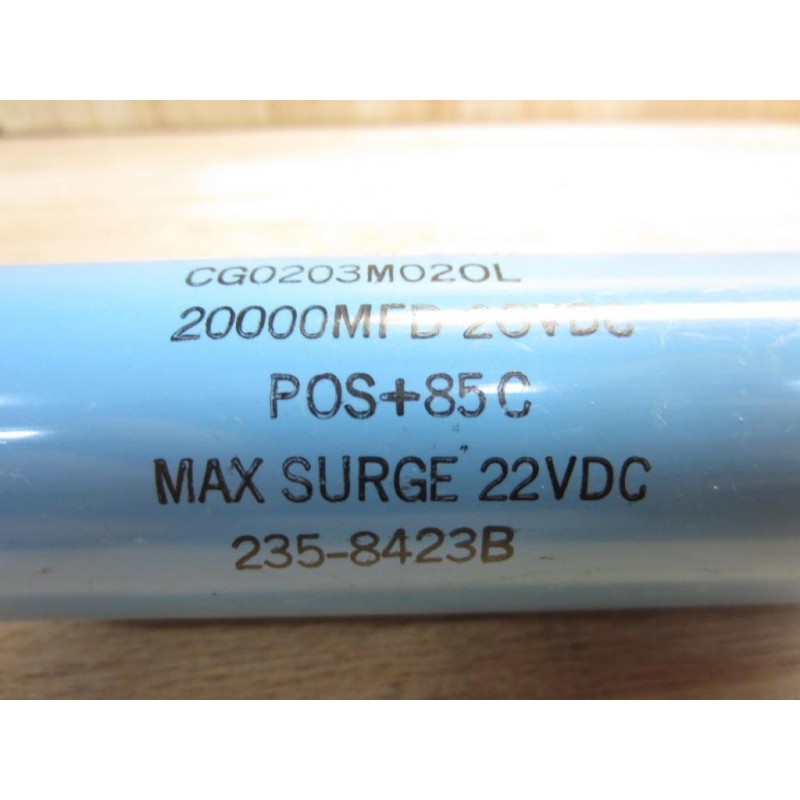 CG0203M020L
20000MFD 20VDC
POS+85C
MAX SURGE 22VDC
235-8423B